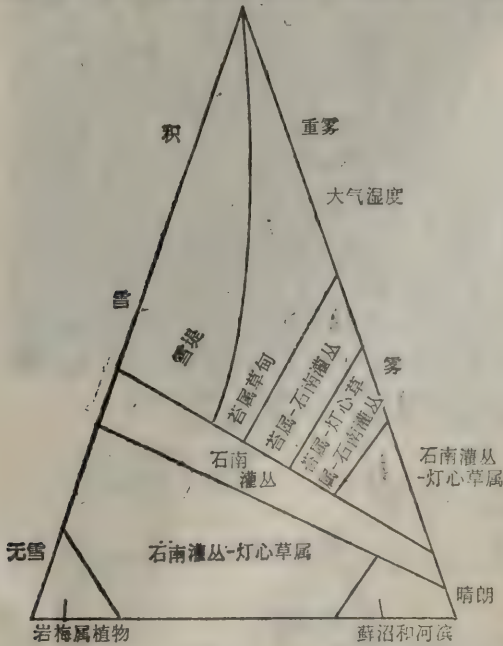 积
重雾
大气湿度
雪
雪堤
苔属草甸
苔属-石南灌丛
苔属-灯心草
属-石南灌丛
雾
石南
灌丛
石南灌丛
-灯心草属
无雪
石南灌丛-灯心草属
晴朗
岩梅属植物
藓沼和河滨